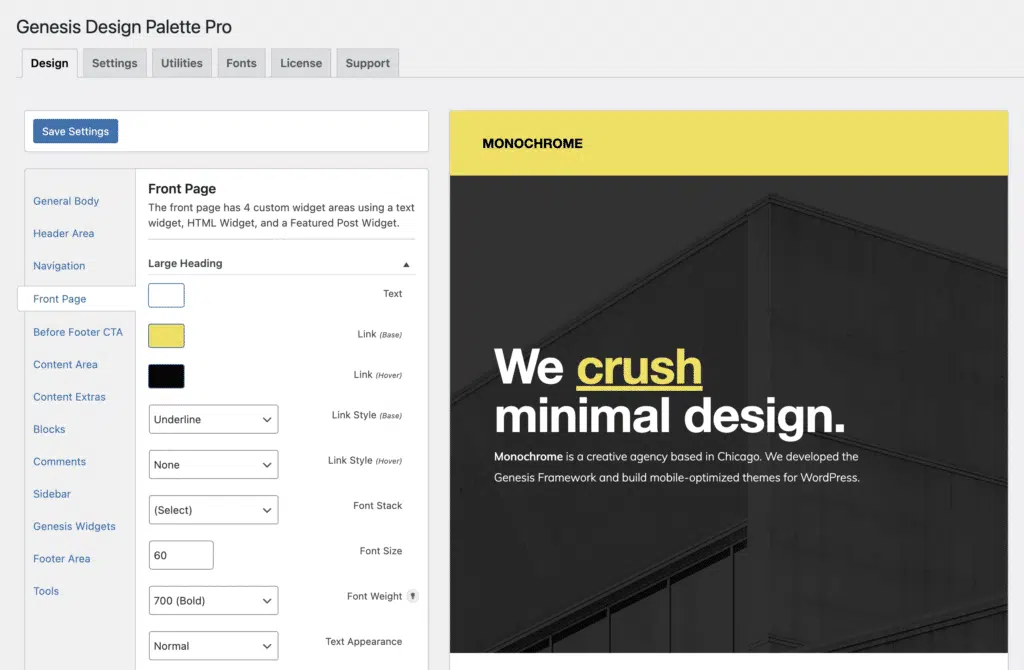 Genesis Design Palette Pro
Design
Settings
Utilities
Fonts
License
Support
Save Settings
General Body
Header Area
Navigation
Front Page
Before Footer CTA
Content Area
Content Extras
Blocks
Comments
Sidebar
Genesis Widgets
Footer Area
Tools
Front Page
The front page has 4 custom widget areas using a text
widget, HTML Widget, and a Featured Post Widget.
Large Heading
Text
Link (Base)
Link (Hover)
Underline
Link Style (Base)
None
Link Style (Hover)
(Select)
Font Stack
60
Font Size
700 (Bold)
Font Weight
Normal
Text Appearance
MONOCHROME
We crush
minimal design.
Monochrome is a creative agency based in Chicago. We developed the
Genesis Framework and build mobile-optimized themes for WordPress.